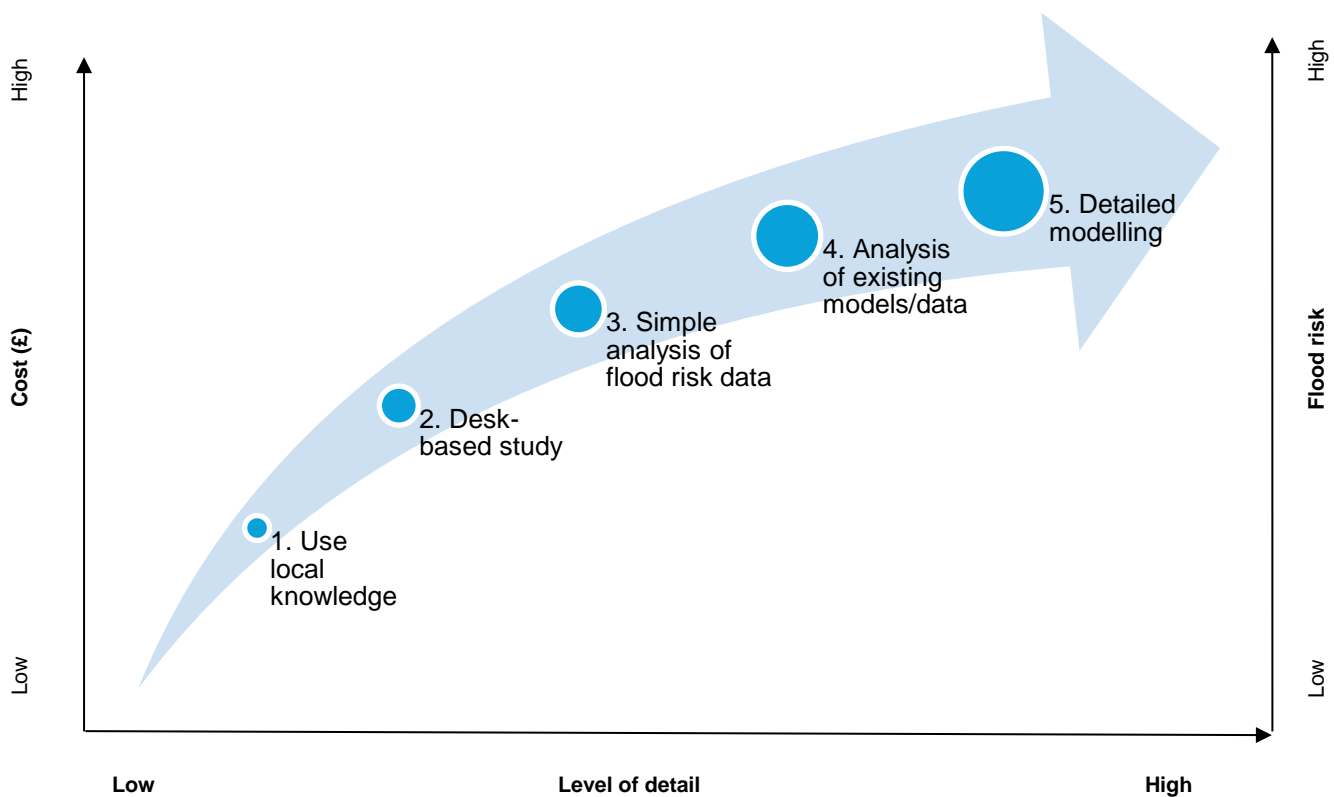 High
Cost (£)
Low
1. Use
local
knowledge
2. Desk-
based study
3. Simple
analysis of
flood risk data
4. Analysis
of existing
models/data
5. Detailed
modelling
High
Flood risk
Low
Low
Level of detail
High